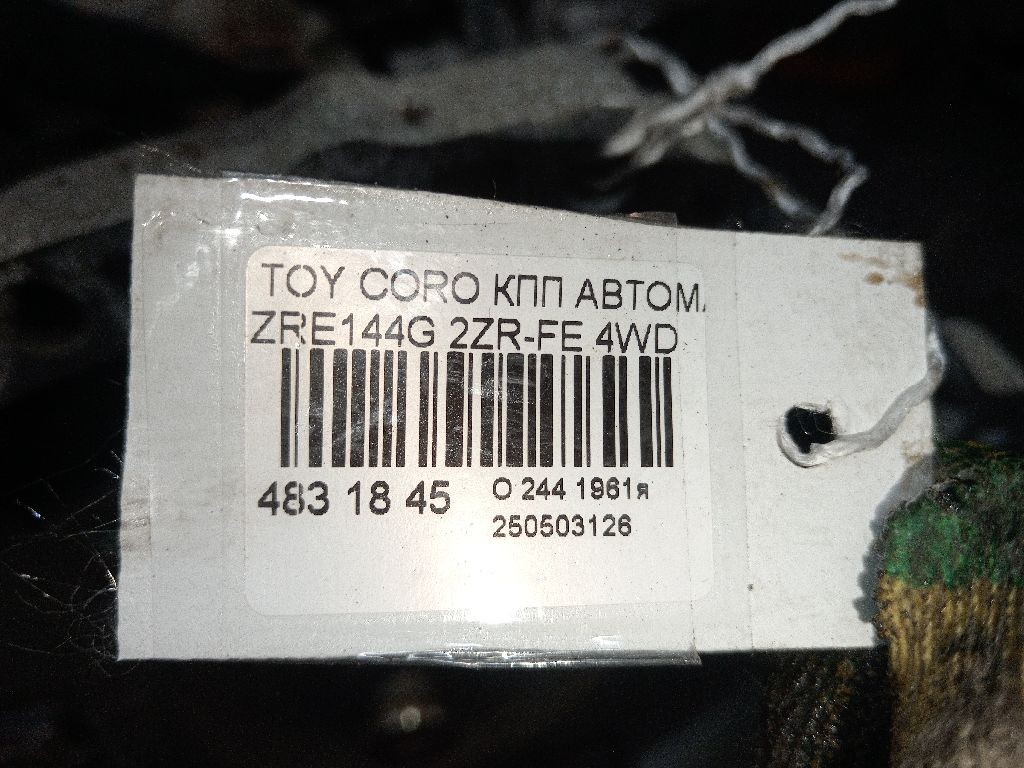 TOY CORO КПП АВТОМ
ZRE144G 2ZR-FE 4WD
483 18 45
О 244 1961я
250503126